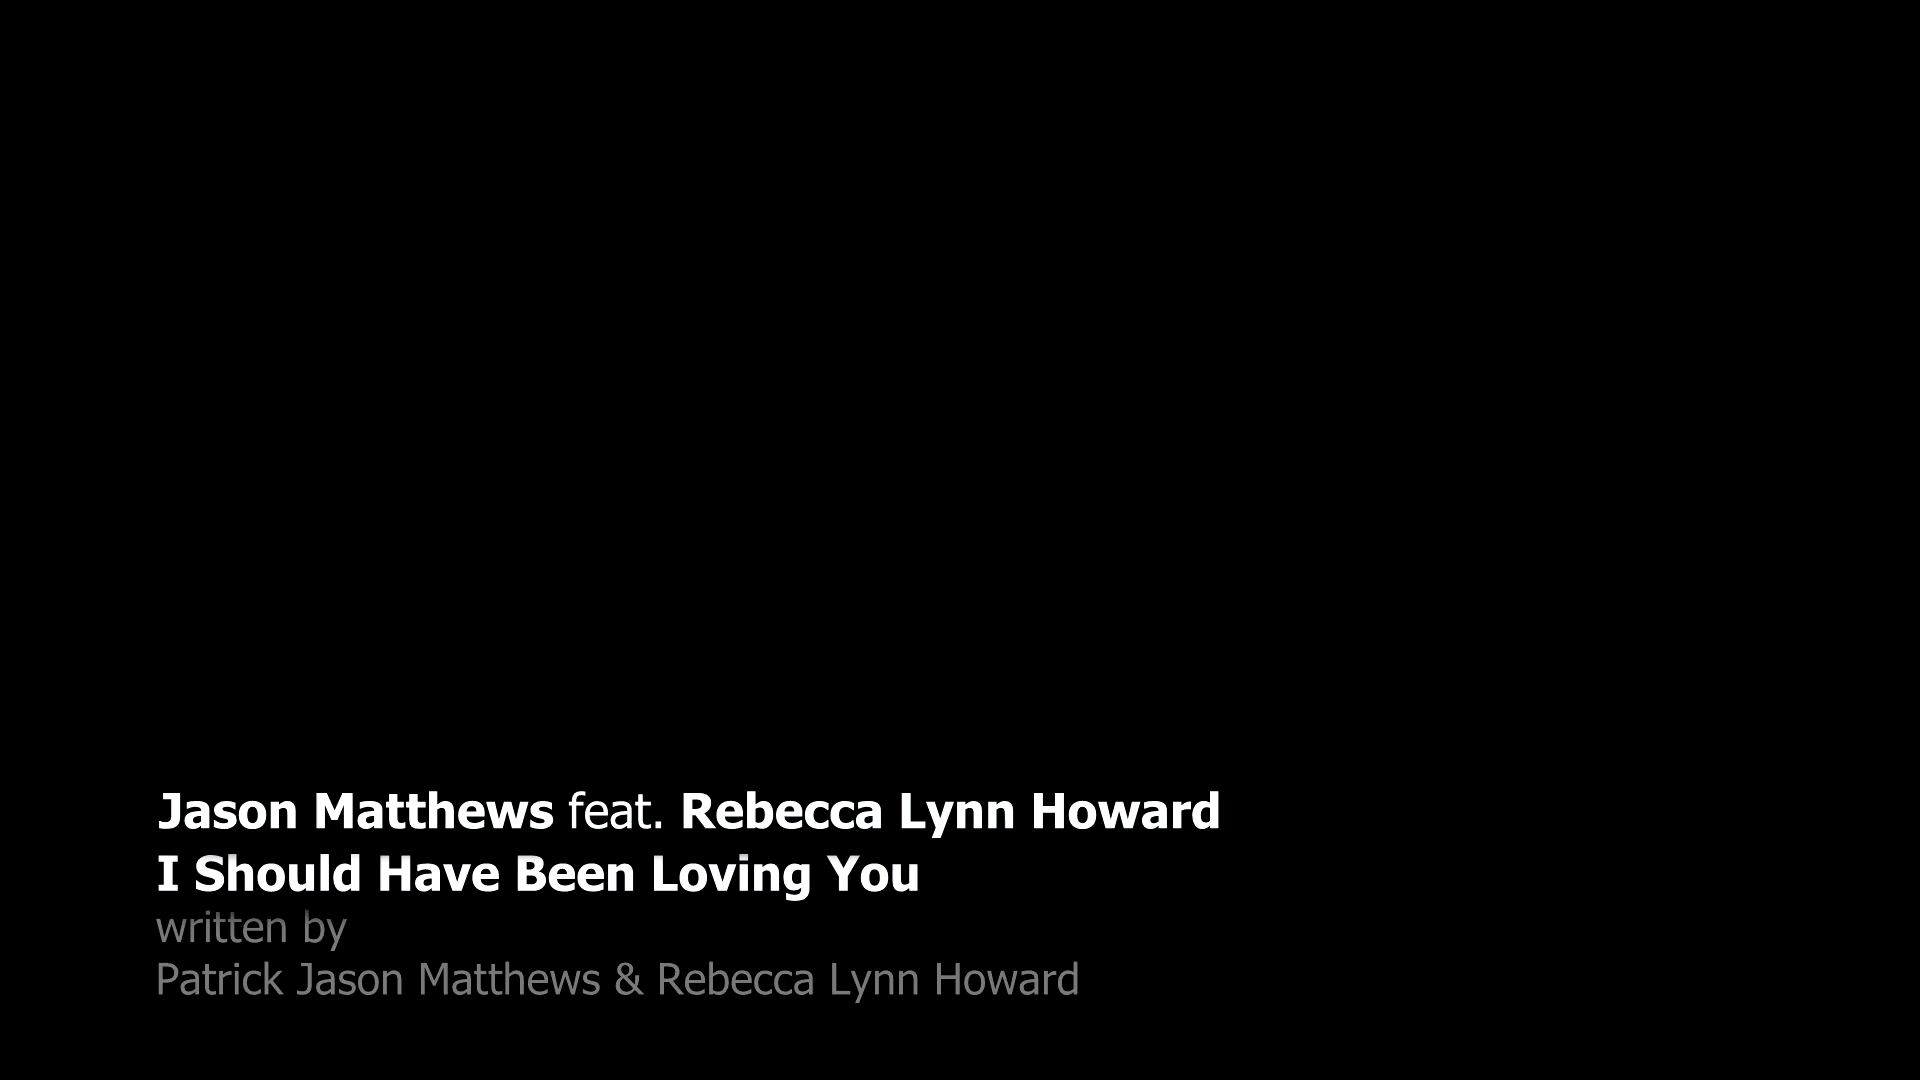 Jason Matthews feat. Rebecca Lynn Howard
I Should Have Been Loving You
written by
Patrick Jason Matthews & Rebecca Lynn Howard